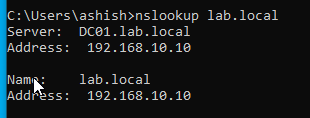 C:\Users\ashish>nslookup lab.local
Server:  DC01.lab.local
Address:  192.168.10.10
Name:    lab.local
Address:  192.168.10.10